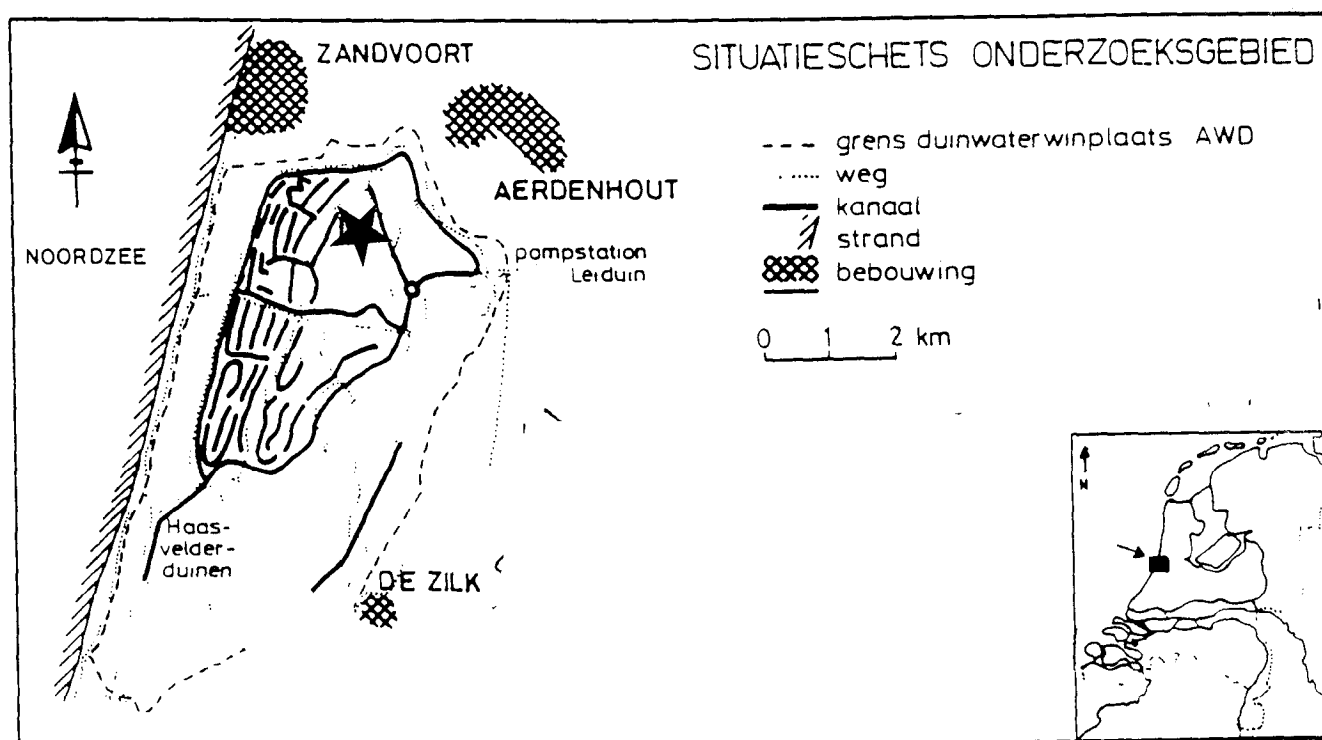 ZANDVOORT
SITUATIESCHETS ONDERZOEKSGEBIED
AERDENHOUT
NOORDZEE
pompstation
Leiduin
--- grens duinwaterwinplaats AWD
weg
kanaal
strand
bebouwing
0 1 2 km
Haas-
velder-
duinen
DE ZILK
N